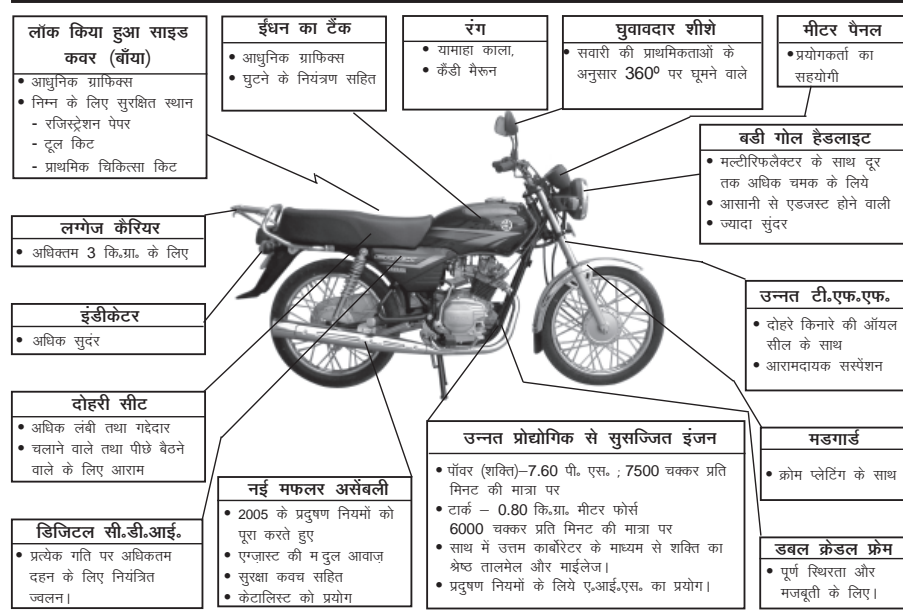 लॉक किया हुआ साइड
कवर (बाँया)
• आधुनिक ग्राफिक्स
• निम्न के लिए सुरक्षित स्थान
- रजिस्ट्रेशन पेपर
- टूल किट
- प्राथमिक चिकित्सा किट
ईंधन का टैंक
• आधुनिक ग्राफिक्स
• घुटने के नियंत्रण सहित
रंग
• यामाहा काला,
• कैंडी मैरून
घुवावदार शीशे
• सवारी की प्राथमिकताओं के
अनुसार 360º पर घूमने वाले
मीटर पैनल
• प्रयोगकर्ता का
सहयोगी
बडी गोल हैडलाइट
• मल्टीरिफलैक्टर के साथ दूर
तक अधिक चमक के लिये
• आसानी से एडजस्ट होने वाली
• ज्यादा सुंदर
लग्गेज कैरियर
• अधिक्तम 3 कि॰ग्रा॰ के लिए
इंडीकेटर
• अधिक सुदंर
उन्नत टी॰एफ॰एफ॰
• दोहरे किनारे की ऑयल
सील के साथ
• आरामदायक सस्पेंशन
दोहरी सीट
• अधिक लंबी तथा गद्देदार
• चलाने वाले तथा पीछे बैठने
वाले के लिए आराम
मडगार्ड
• क्रोम प्लेटिंग के साथ
डिजिटल सी॰डी॰आई॰
• प्रत्येक गति पर अधिकतम
दहन के लिए नियंत्रित
ज्वलन।
नई मफलर असेंबली
• 2005 के प्रदुषण नियमों को
पूरा करते हुए
• एग्ज़ास्ट की म दुल आवाज़
• सुरक्षा कवच सहित
• केटालिस्ट को प्रयोग
उन्नत प्रोद्योगिक से सुसज्जित इंजन
• पॉवर (शक्ति)–7.60 पी॰ एस॰ ; 7500 चक्कर प्रति
मिनट की मात्रा पर
• टार्क – 0.80 कि॰ग्रा॰ मीटर फोर्स
6000 चक्कर प्रति मिनट की मात्रा पर
• साथ में उत्तम कार्बोरेटर के माध्यम से शक्ति का
श्रेष्ठ तालमेल और माईलेज।
• प्रदुषण नियमों के लिये ए॰आई॰एस॰ का प्रयोग।
डबल क्रेडल फ्रेम
• पूर्ण स्थिरता और
मजबूती के लिए।